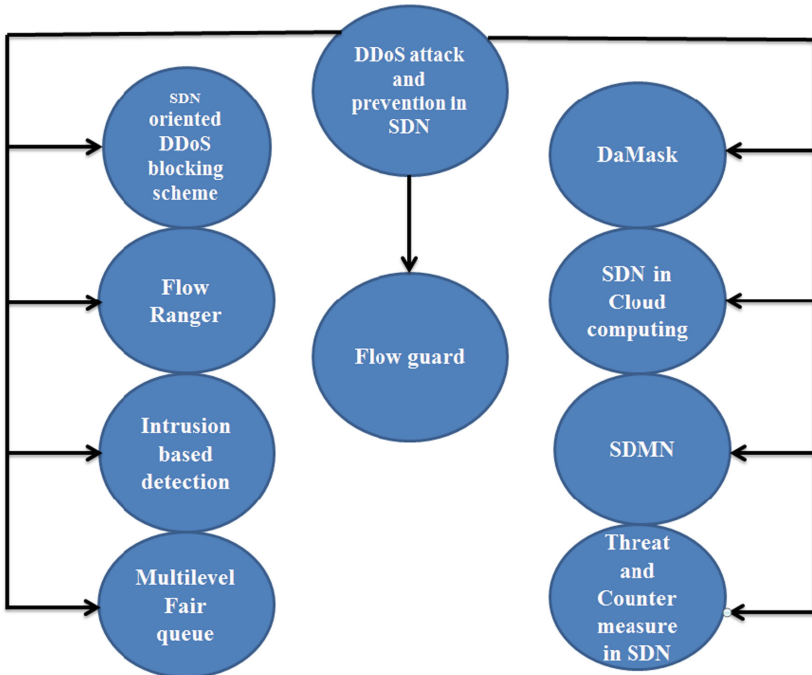 DDoS attack
and
prevention in
SDN
SDN
oriented
DDoS
blocking
scheme
Flow
Ranger
Intrusion
based
detection
Multilevel
Fair
queue
Flow guard
DaMask
SDN in
Cloud
computing
SDMN
Threat
and
Counter
measure
in SDN